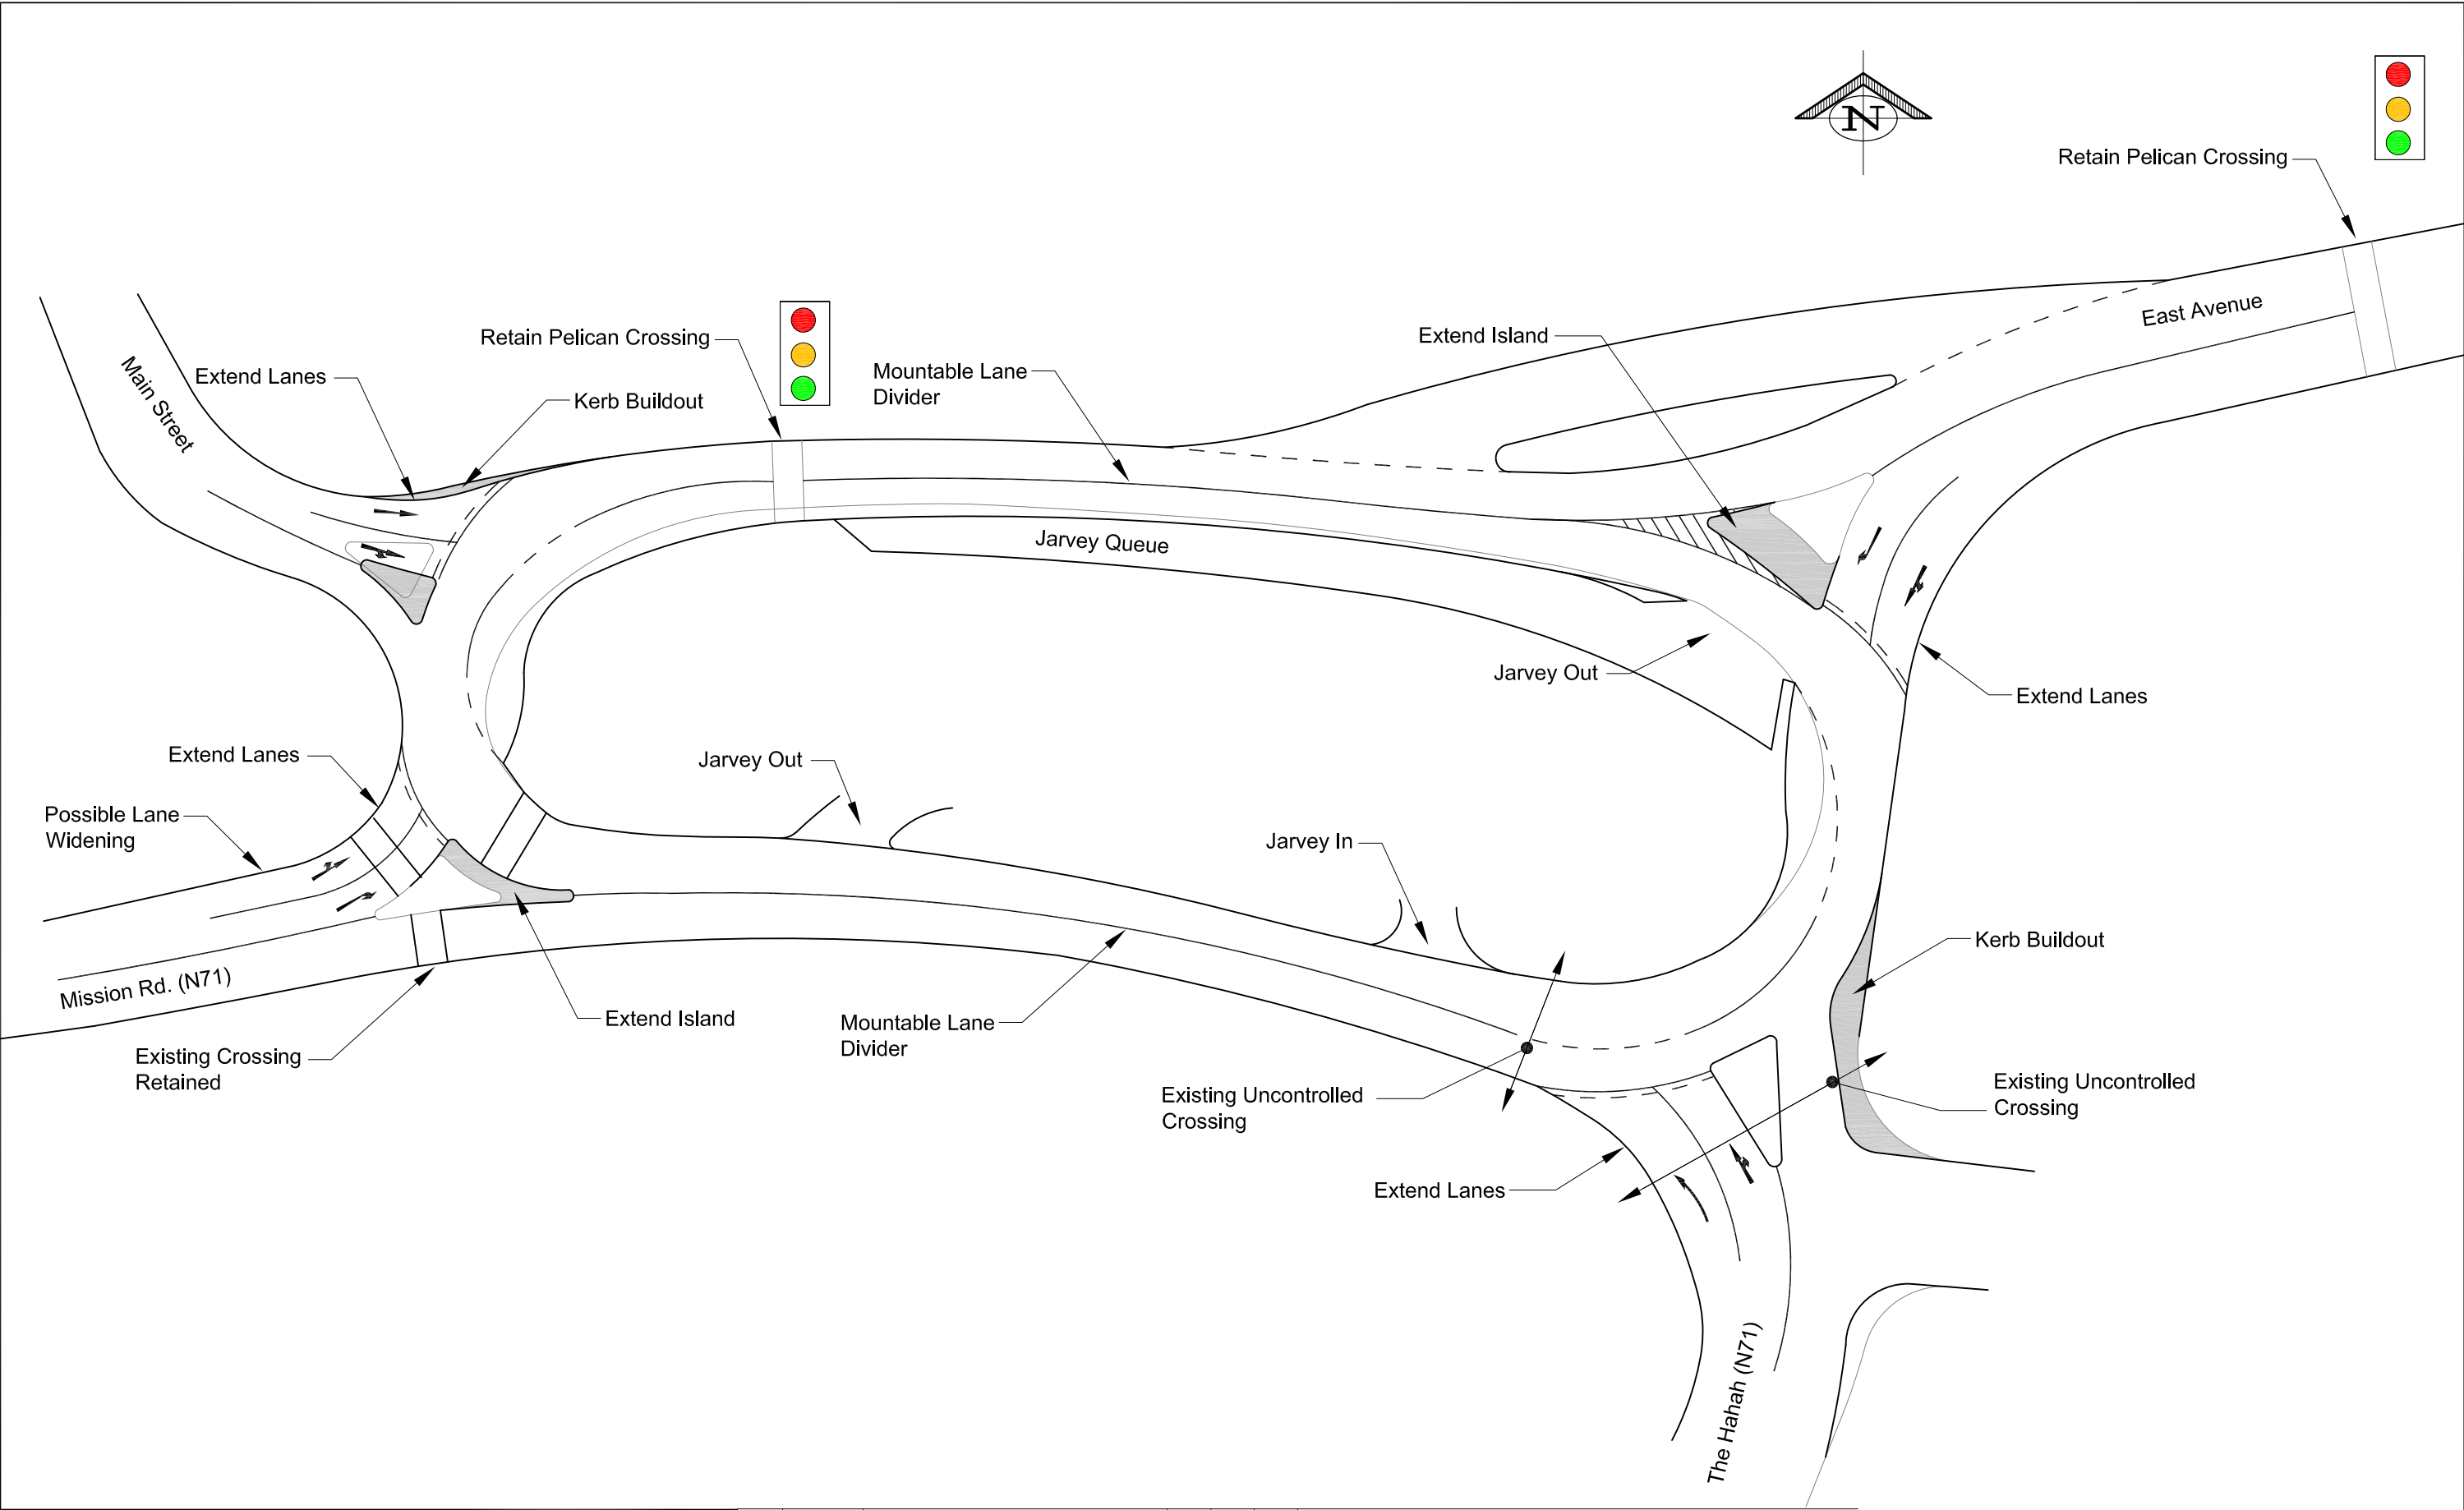 N
Retain Pelican Crossing
East Avenue
Retain Pelican Crossing
Extend Island
Mountable Lane
Divider
Main Street
Extend Lanes
Kerb Buildout
Jarvey Queue
Jarvey Out
Extend Lanes
Extend Lanes
Jarvey Out
Possible Lane
Widening
Jarvey In
Kerb Buildout
Mission Rd. (N71)
Extend Island
Mountable Lane
Divider
Existing Crossing
Retained
Existing Uncontrolled
Crossing
Existing Uncontrolled
Crossing
Extend Lanes
The Hahah (N71)